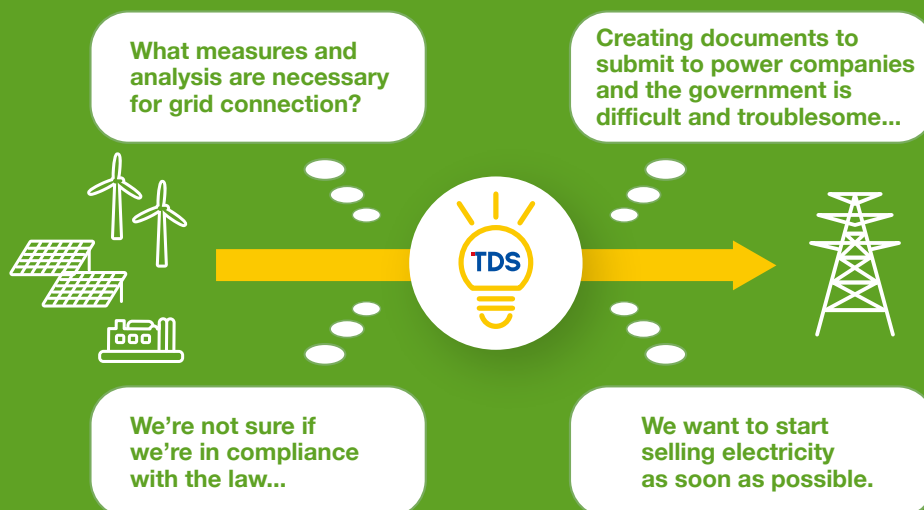 What measures and
analysis are necessary
for grid connection?
Creating documents to
submit to power companies
and the government is
difficult and troublesome...
TDS
We're not sure if
we're in compliance
with the law...
We want to start
selling electricity
as soon as possible.